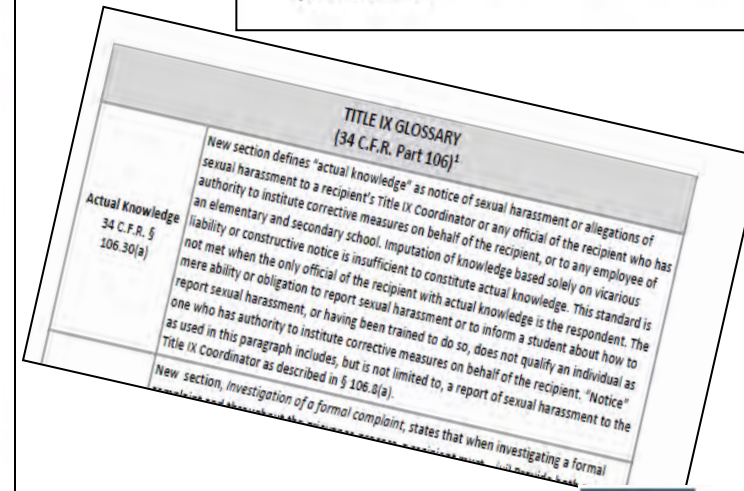 TITLE IX GLOSSARY
(34 C.F.R. Part 106)¹
Actual Knowledge
34 C.F.R. §
106.30(a)
New section defines "actual knowledge" as notice of sexual harassment or allegations of
sexual harassment to a recipient's Title IX Coordinator or any official of the recipient who has
authority to institute corrective measures on behalf of the recipient, or to any employee of
an elementary and secondary school. Imputation of knowledge based solely on vicarious
liability or constructive notice is insufficient to constitute actual knowledge. This standard is
not met when the only official of the recipient with actual knowledge is the respondent. The
mere ability or obligation to report sexual harassment or to inform a student about how to
report sexual harassment, or having been trained to do so, does not qualify an individual as
one who has authority to institute corrective measures on behalf of the recipient. "Notice"
as used in this paragraph includes, but is not limited to, a report of sexual harassment to the
Title IX Coordinator as described in § 106.8(a).
New section, Investigation of a formal complaint, states that when investigating a formal